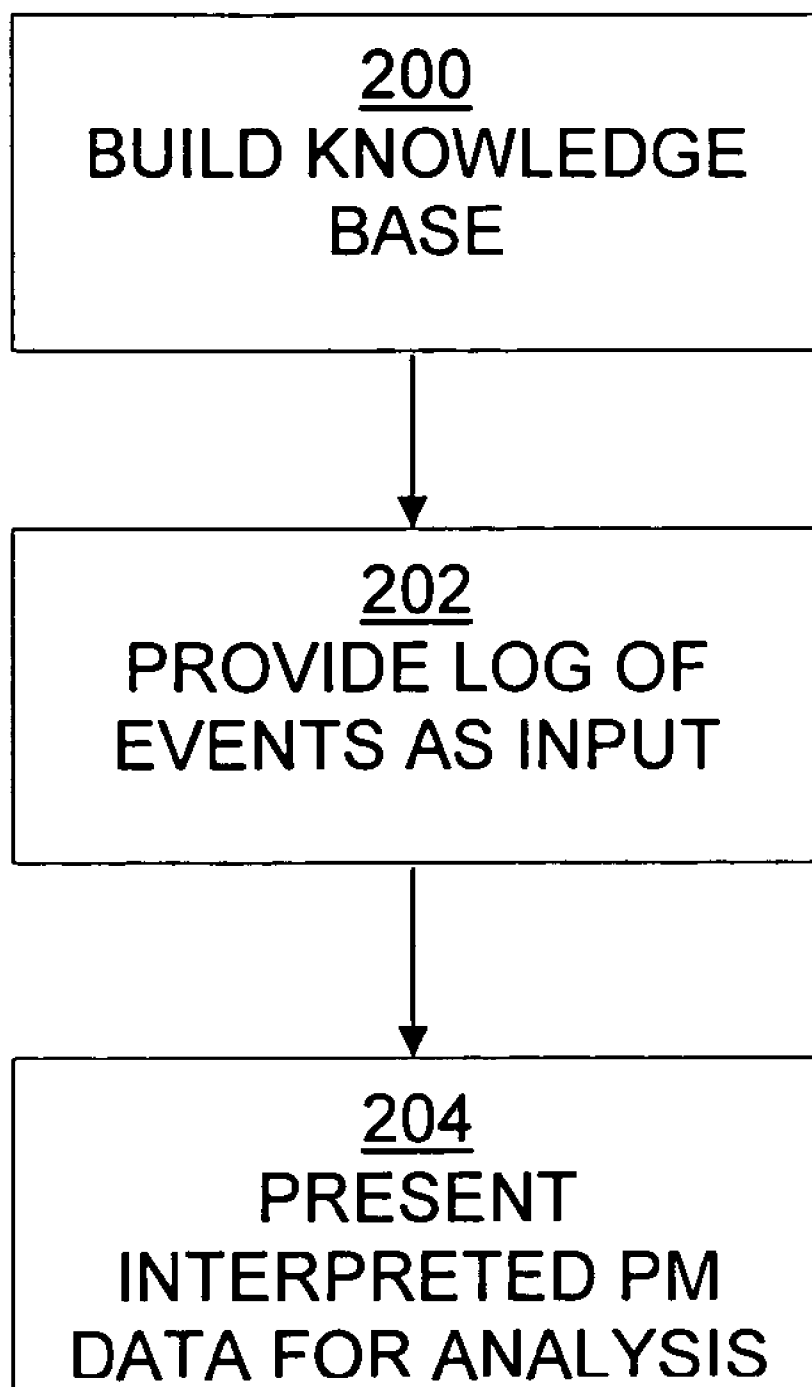 200
BUILD KNOWLEDGE
BASE
202
PROVIDE LOG OF
EVENTS AS INPUT
204
PRESENT
INTERPRETED PM
DATA FOR ANALYSIS